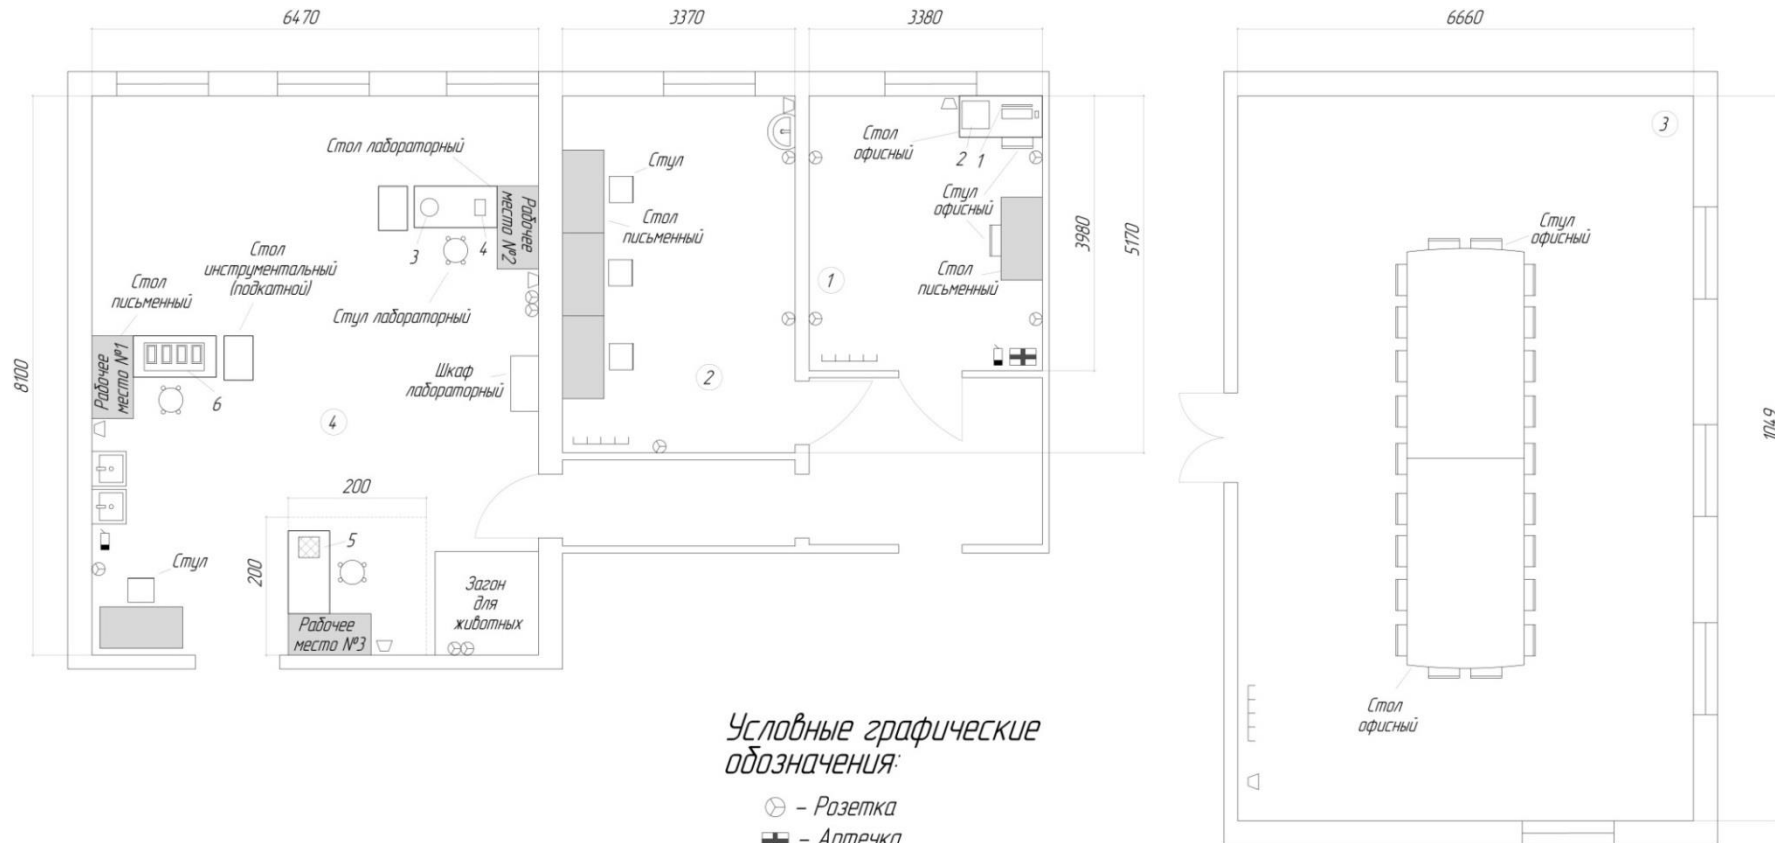 6470
3370
3380
6660
3
Стол лабораторный
Стол
офисный
2 1
Стул
Стул
офисный
Рабочее
место №2
Стол
письменный
Стул
офисный
3980
5170
3
4
Стол
инструментальный
(подкатной)
Стол
письменный
1
Стол
письменный
Стул лабораторный
8100
Рабочее
место №1
Шкаф
лабораторный
6
2
4
1049
200
5
200
Стул
Загон
для
животных
Рабочее
место №3
Стол
офисный
Условные графические
обозначения:
– Розетка
– Аптечка